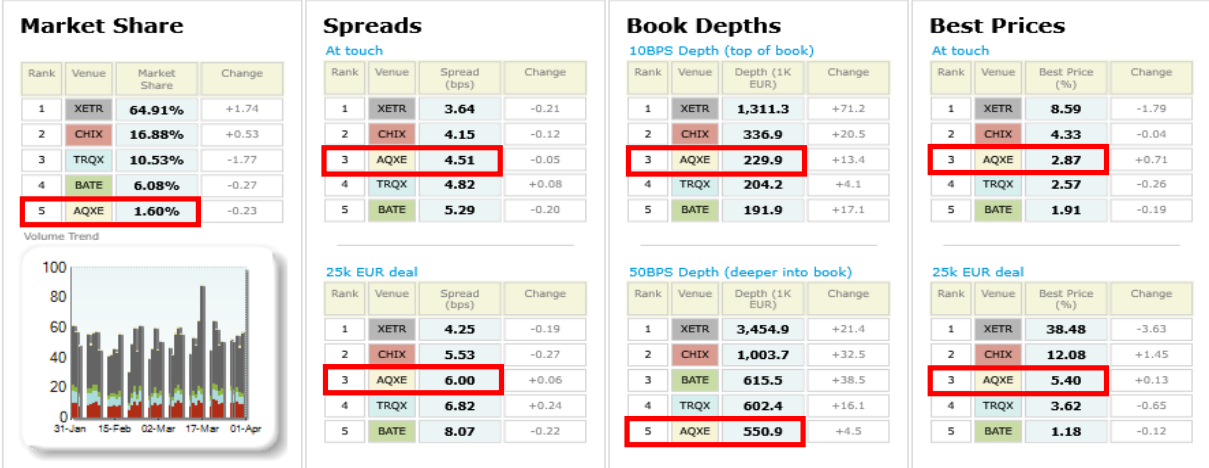 Market Share
Rank Venue Market Share Change
1 XETR 64.91% +1.74
2 CHIX 16.88% +0.53
3 TRQX 10.53% -1.77
4 BATE 6.08% -0.27
5 AQXE 1.60% -0.23
Volume Trend
100
80
60
40
20
0
31-Jan 15-Feb 02-Mar 17-Mar 01-Apr
Spreads
At touch
Rank Venue Spread (bps) Change
1 XETR 3.64 -0.21
2 CHIX 4.15 -0.12
3 AQXE 4.51 -0.05
4 TRQX 4.82 +0.08
5 BATE 5.29 -0.20
25k EUR deal
Rank Venue Spread (bps) Change
1 XETR 4.25 -0.19
2 CHIX 5.53 -0.27
3 AQXE 6.00 +0.06
4 TRQX 6.82 +0.24
5 BATE 8.07 -0.22
Book Depths
10BPS Depth (top of book)
Rank Venue Depth (1K EUR) Change
1 XETR 1,311.3 +71.2
2 CHIX 336.9 +20.5
3 AQXE 229.9 +13.4
4 TRQX 204.2 +4.1
5 BATE 191.9 +17.1
50BPS Depth (deeper into book)
Rank Venue Depth (1K EUR) Change
1 XETR 3,454.9 +21.4
2 CHIX 1,003.7 +32.5
3 BATE 615.5 +38.5
4 TRQX 602.4 +16.1
5 AQXE 550.9 +4.5
Best Prices
At touch
Rank Venue Best Price (%) Change
1 XETR 8.59 -1.79
2 CHIX 4.33 -0.04
3 AQXE 2.87 +0.71
4 TRQX 2.57 -0.26
5 BATE 1.91 -0.19
25k EUR deal
Rank Venue Best Price (%) Change
1 XETR 38.48 -3.63
2 CHIX 12.08 +1.45
3 AQXE 5.40 +0.13
4 TRQX 3.62 -0.65
5 BATE 1.18 -0.12